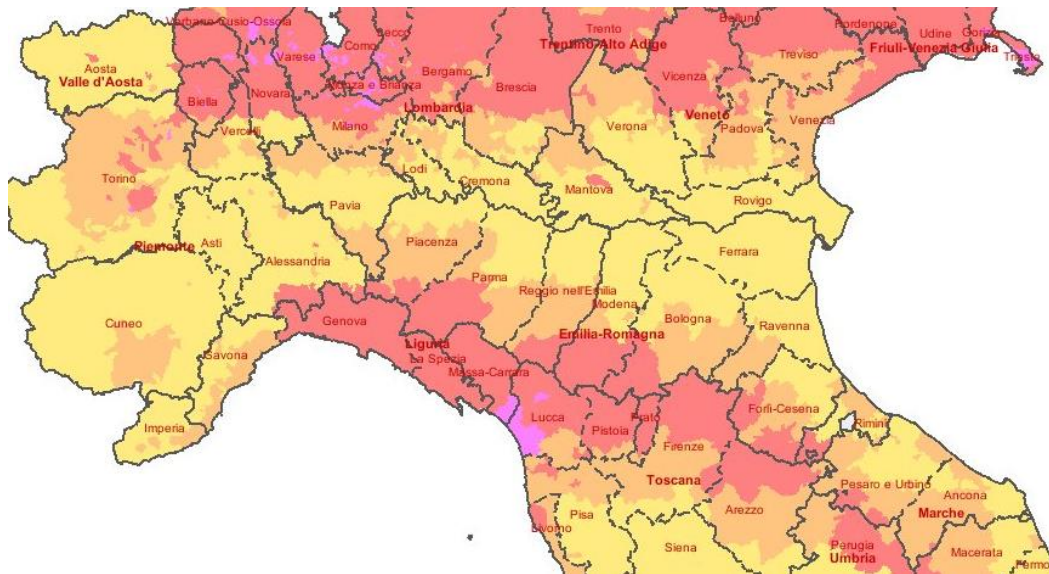 Verbano-Cusio-Ossola
Lecco
Como
Varese
Trento
Trentino-Alto Adige
Belluno
Pordenone
Udine
Gorizia
Friuli-Venezia Giulia
Trieste
Treviso
Aosta
Valle d'Aosta
Bergamo
Vicenza
Biella
Novara
Monza e Brianza
Brescia
Lombardia
Veneto
Milano
Vercelli
Verona
Padova
Venezia
Torino
Lodi
Cremona
Mantova
Rovigo
Pavia
Piemonte
Asti
Piacenza
Alessandria
Ferrara
Parma
Reggio nell'Emilia
Modena
Cuneo
Genova
Bologna
Ravenna
Emilia-Romagna
Liguria
Savona
La Spezia
Massa-Carrara
Imperia
Lucca
Prato
Pistoia
Forlì-Cesena
Rimini
Firenze
Toscana
Pesaro e Urbino
Ancona
Marche
Arezzo
Pisa
Livorno
Siena
Perugia
Umbria
Macerata
Fermo